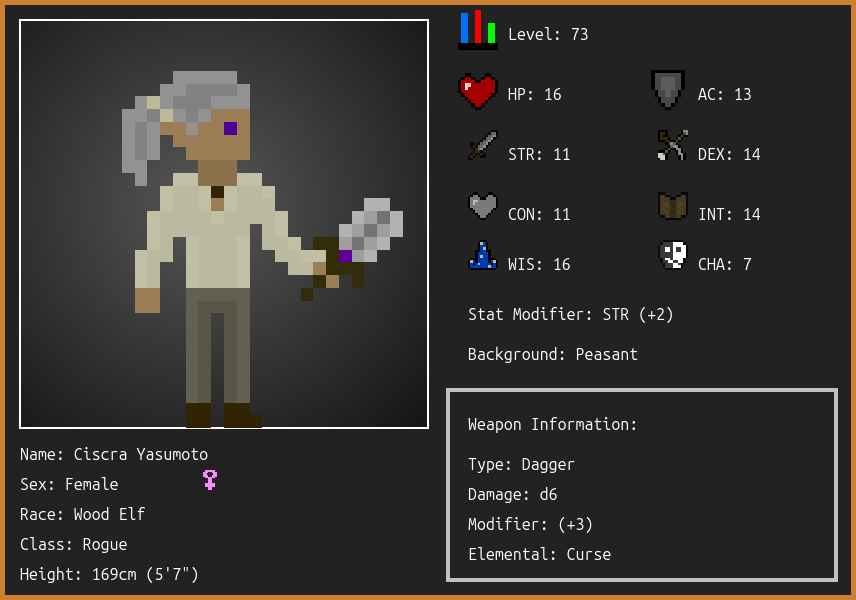 Level: 73
HP: 16
AC: 13
STR: 11
DEX: 14
CON: 11
INT: 14
WIS: 16
CHA: 7
Stat Modifier: STR (+2)
Background: Peasant
Weapon Information:
Type: Dagger
Damage: d6
Modifier: (+3)
Elemental: Curse
Name: Ciscra Yasumoto
Sex: Female
Race: Wood Elf
Class: Rogue
Height: 169cm (5'7")